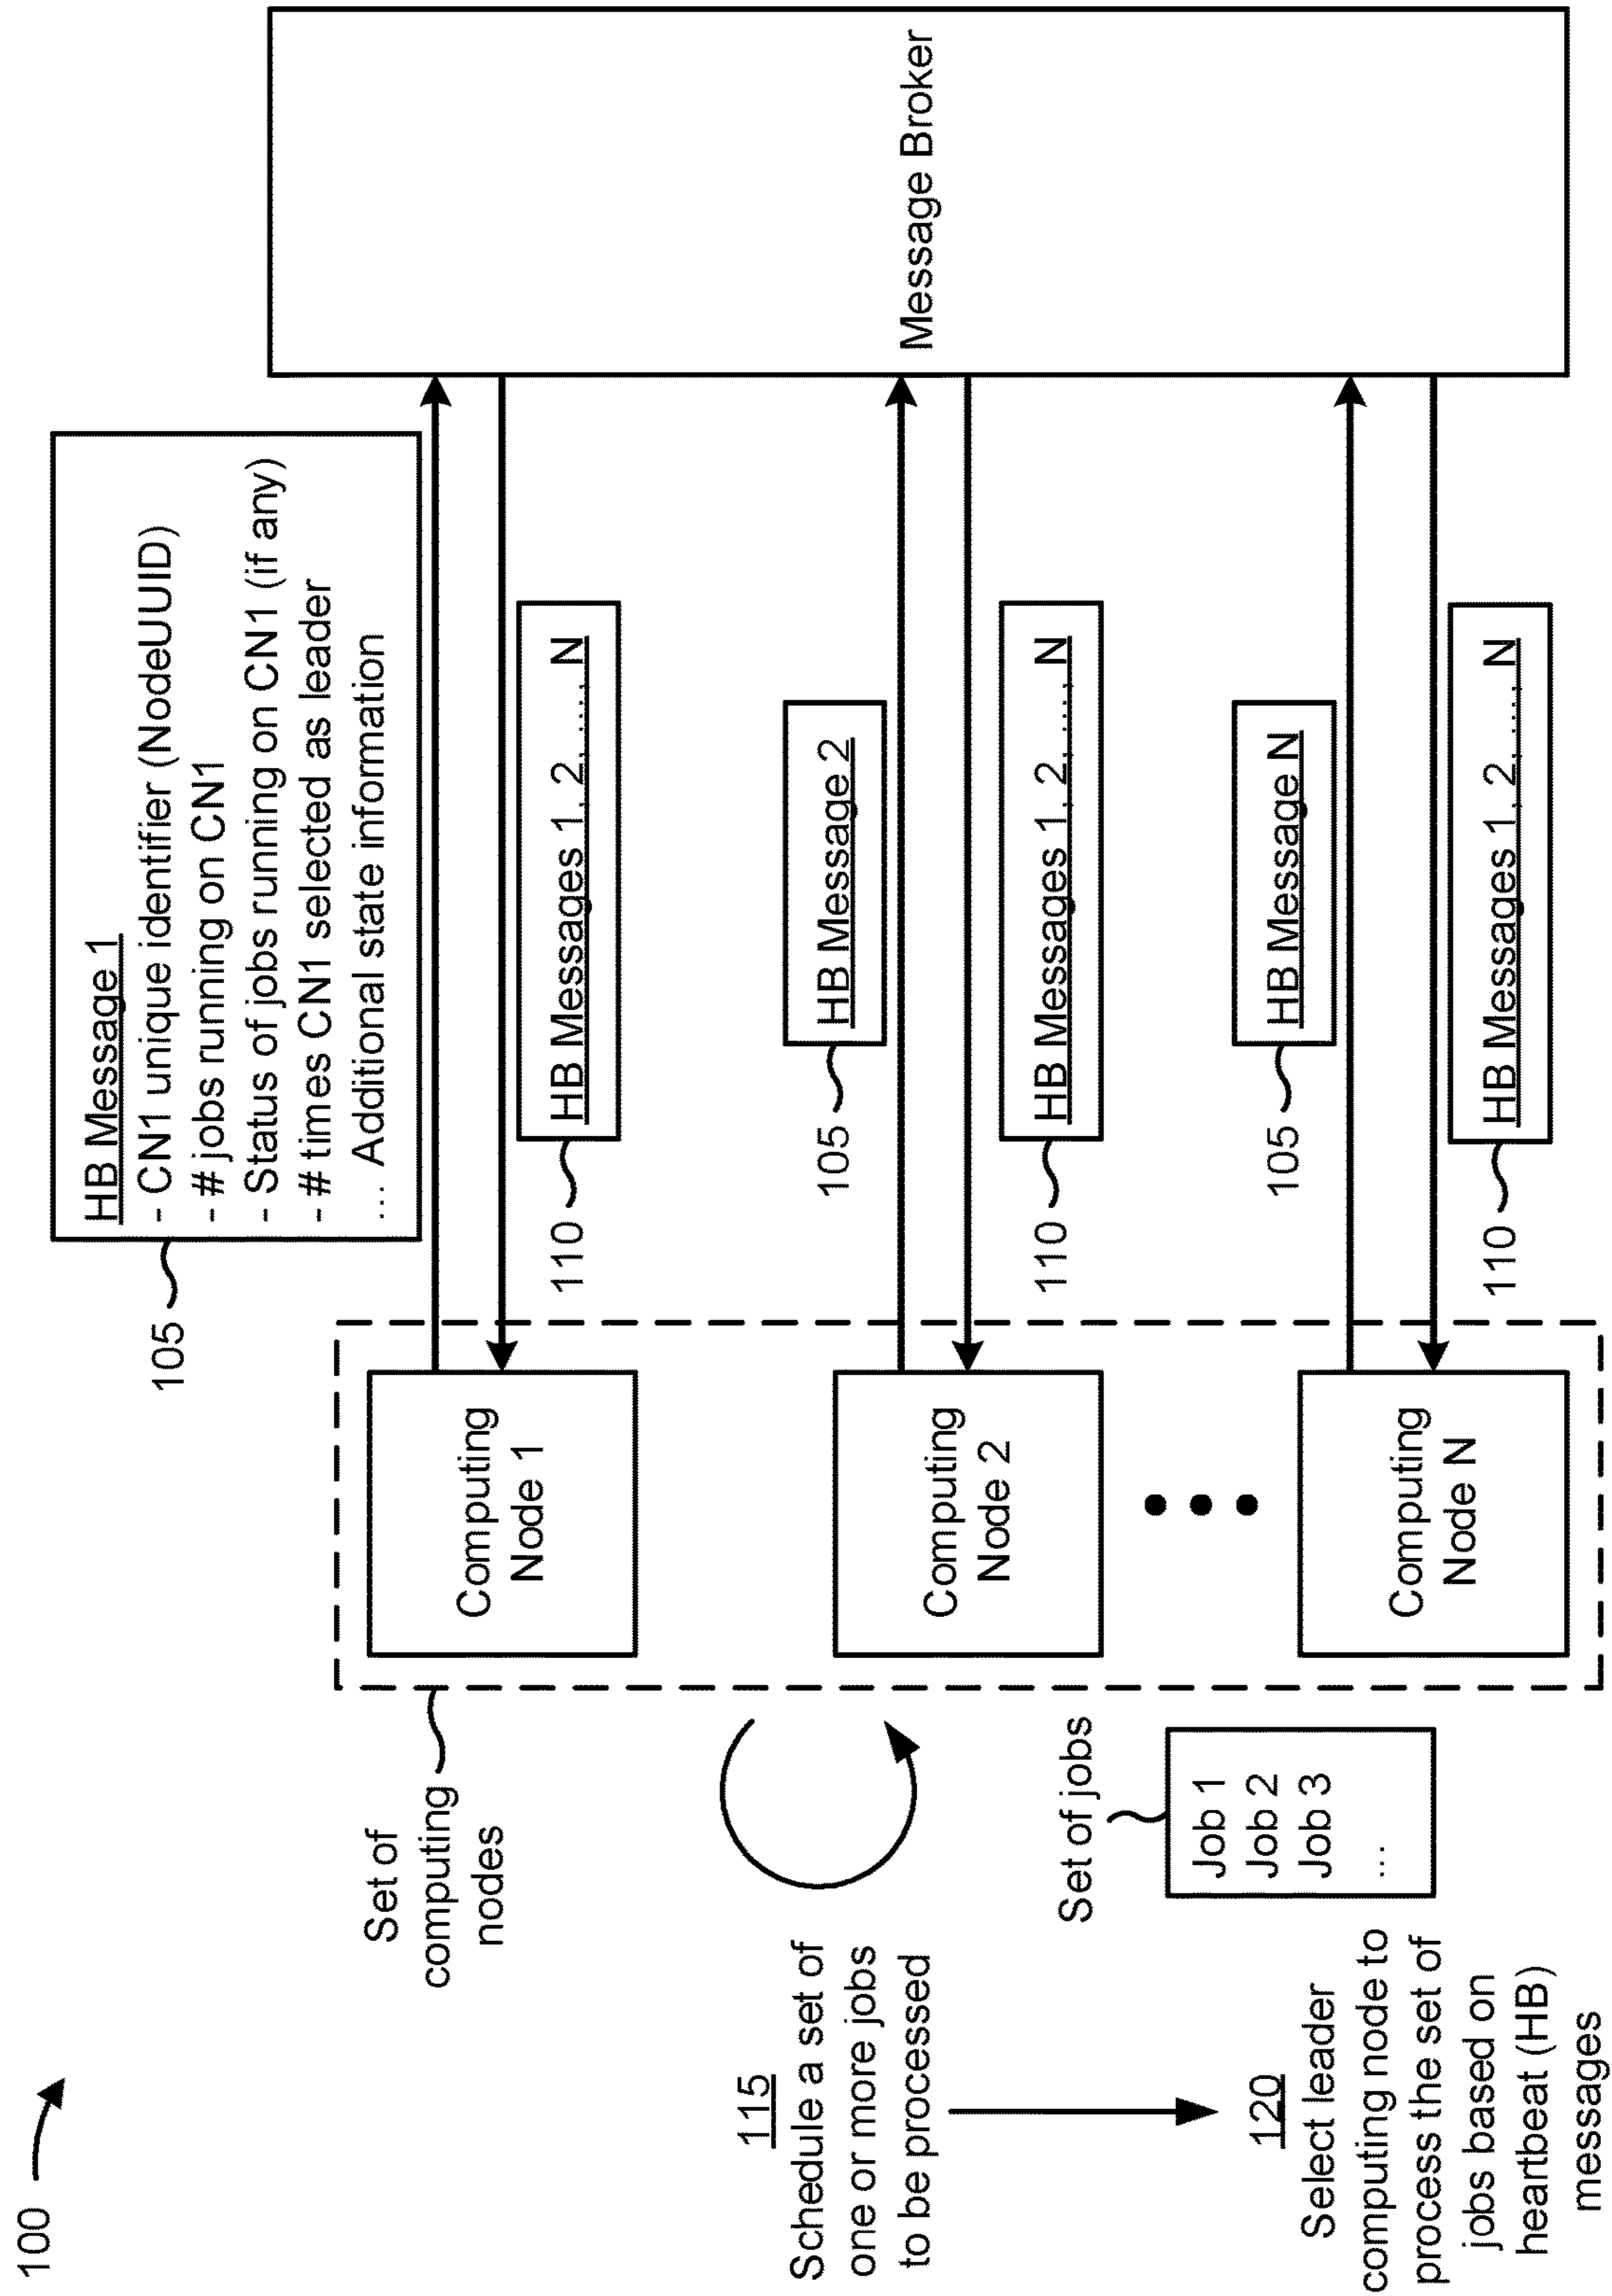 100
105
HB Message 1
- CN1 unique identifier (NodeUUID)
- # jobs running on CN1
- Status of jobs running on CN1 (if any)
- # times CN1 selected as leader
... Additional state information
Set of
computing
nodes
Computing
Node 1
110
HB Messages 1, 2, ..., N
Message Broker
115
Schedule a set of
one or more jobs
to be processed
Computing
Node 2
105
HB Message 2
110
HB Messages 1, 2, ..., N
Set of jobs
Job 1
Job 2
Job 3
...
120
Select leader
computing node to
process the set of
jobs based on
heartbeat (HB)
messages
Computing
Node N
105
HB Message N
110
HB Messages 1, 2, ..., N